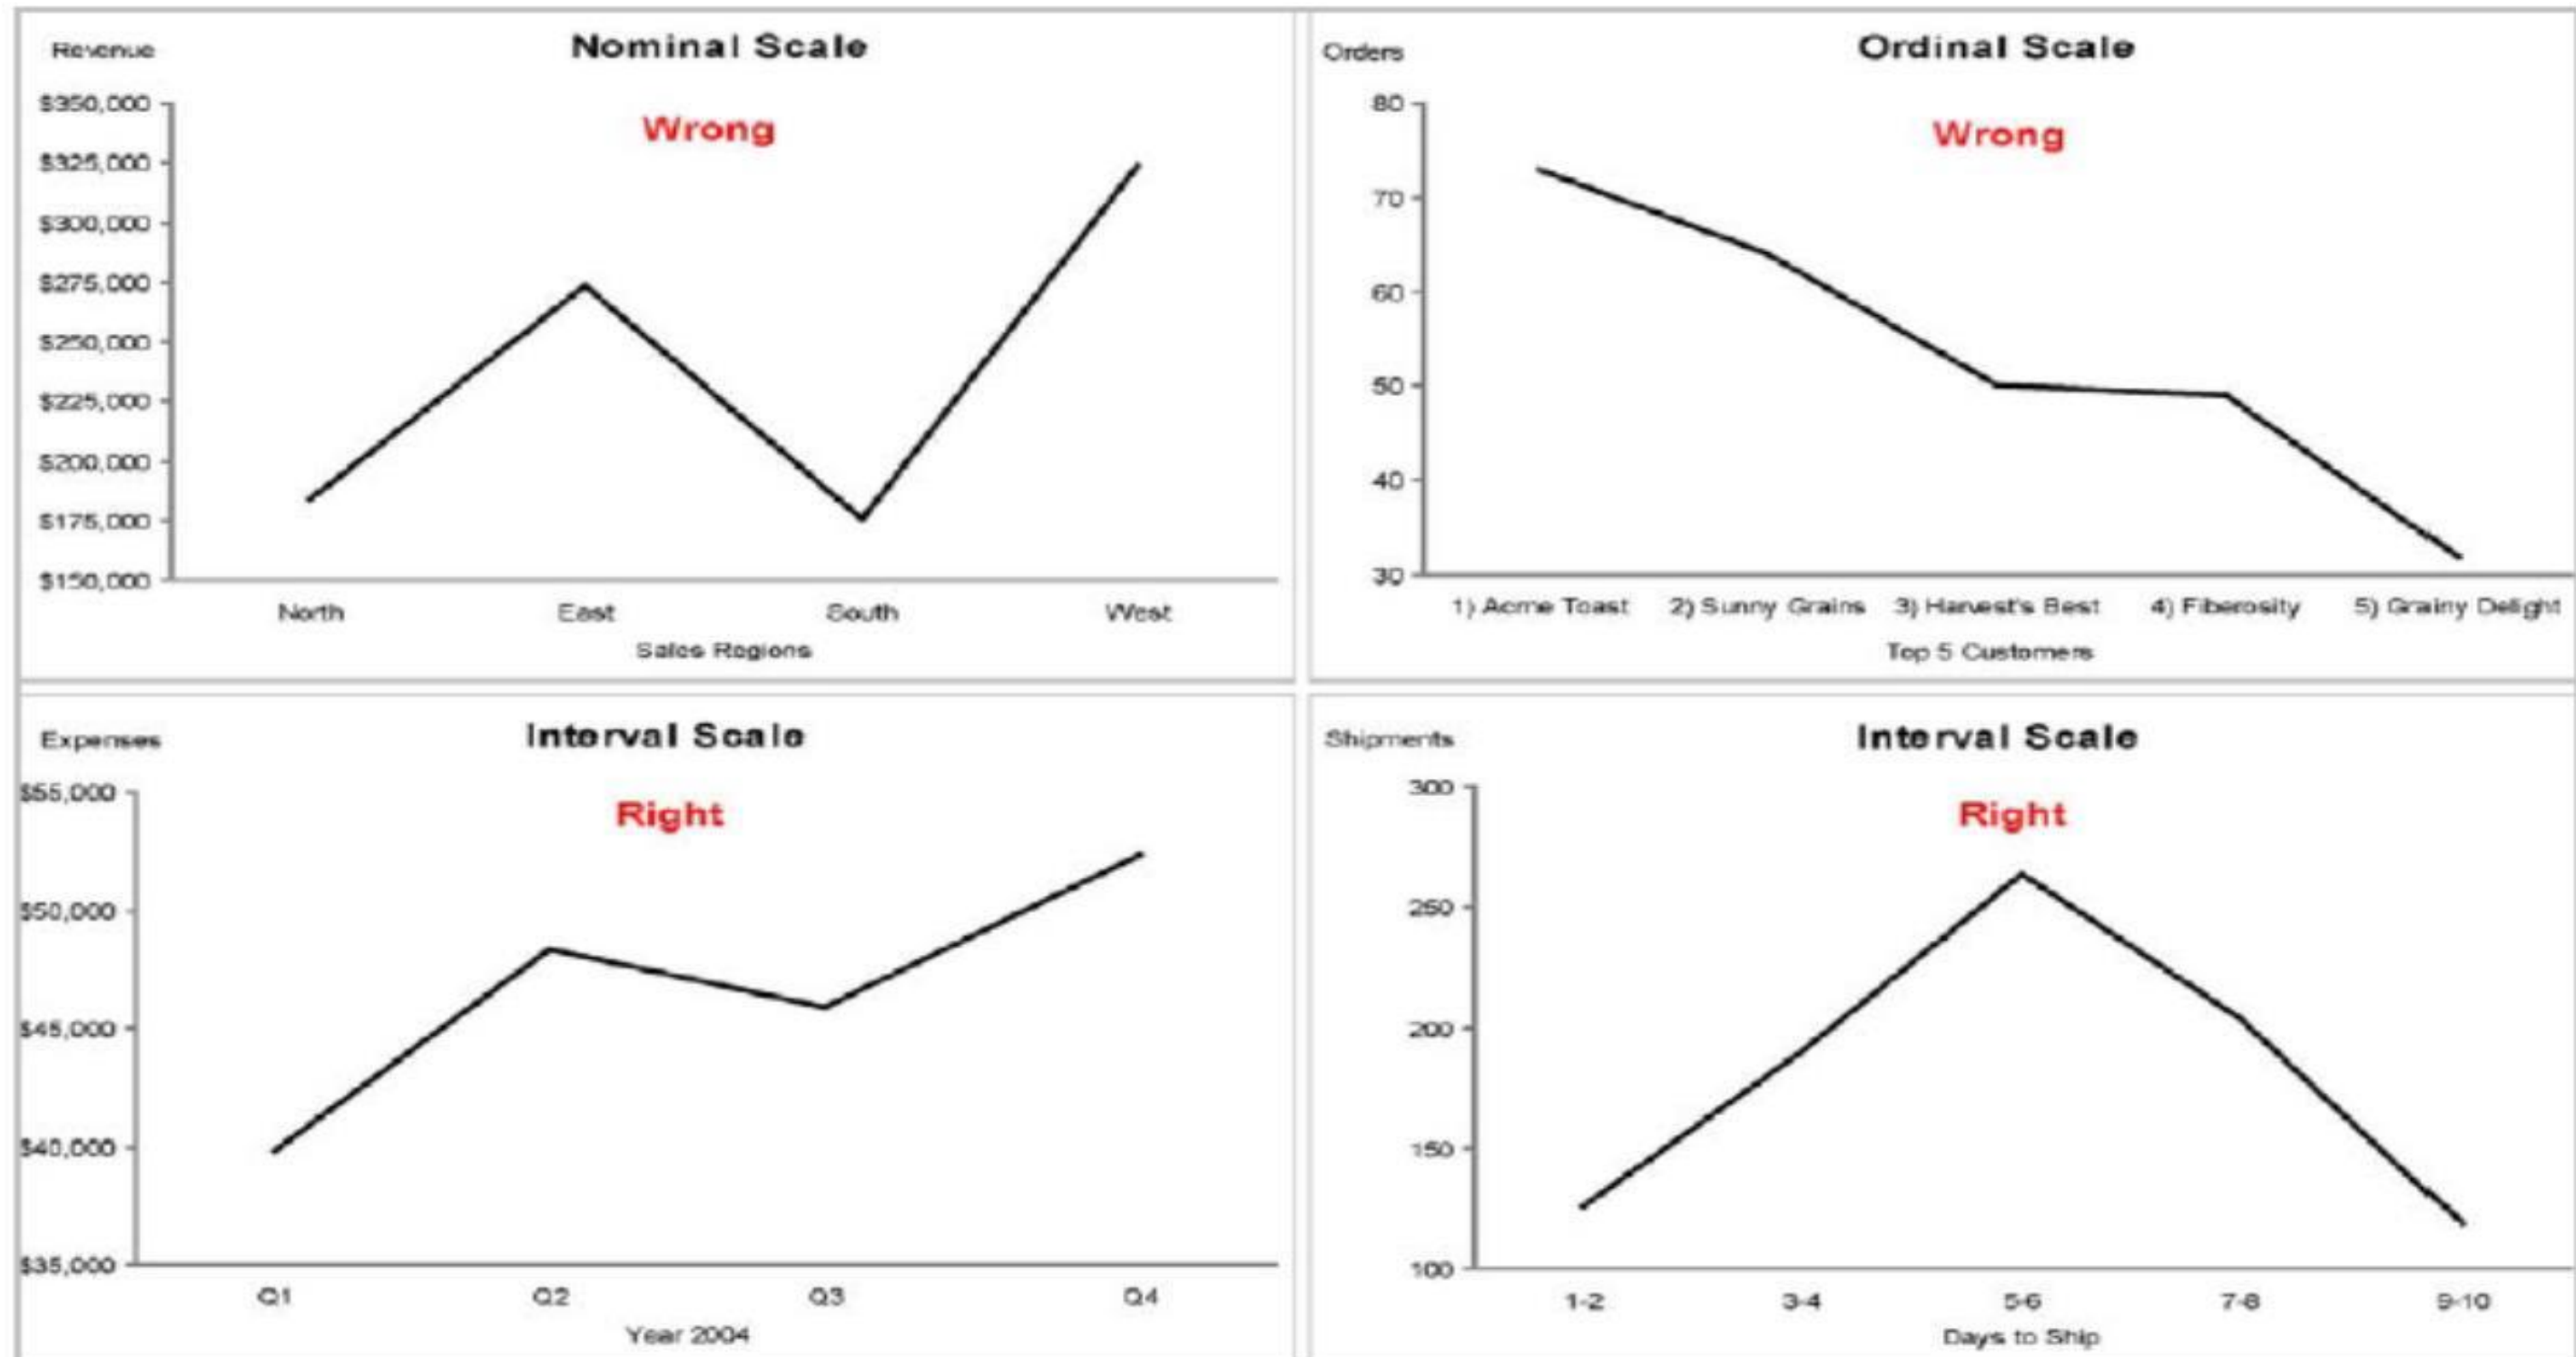 Revenue
Nominal Scale
Wrong
$350,000
$325,000
$300,000
$275,000
$250,000
$225,000
$200,000
$175,000
$150,000
North East South West
Sales Regions
Orders
Ordinal Scale
Wrong
80
70
60
50
40
30
1) Acme Toast 2) Sunny Grains 3) Harvest's Best 4) Fiberosity 5) Grainy Delight
Top 5 Customers
Expenses
Interval Scale
Right
$55,000
$50,000
$45,000
$40,000
$35,000
Q1 Q2 Q3 Q4
Year 2004
Shipments
Interval Scale
Right
300
250
200
150
100
1-2 3-4 5-6 7-8 9-10
Days to Ship